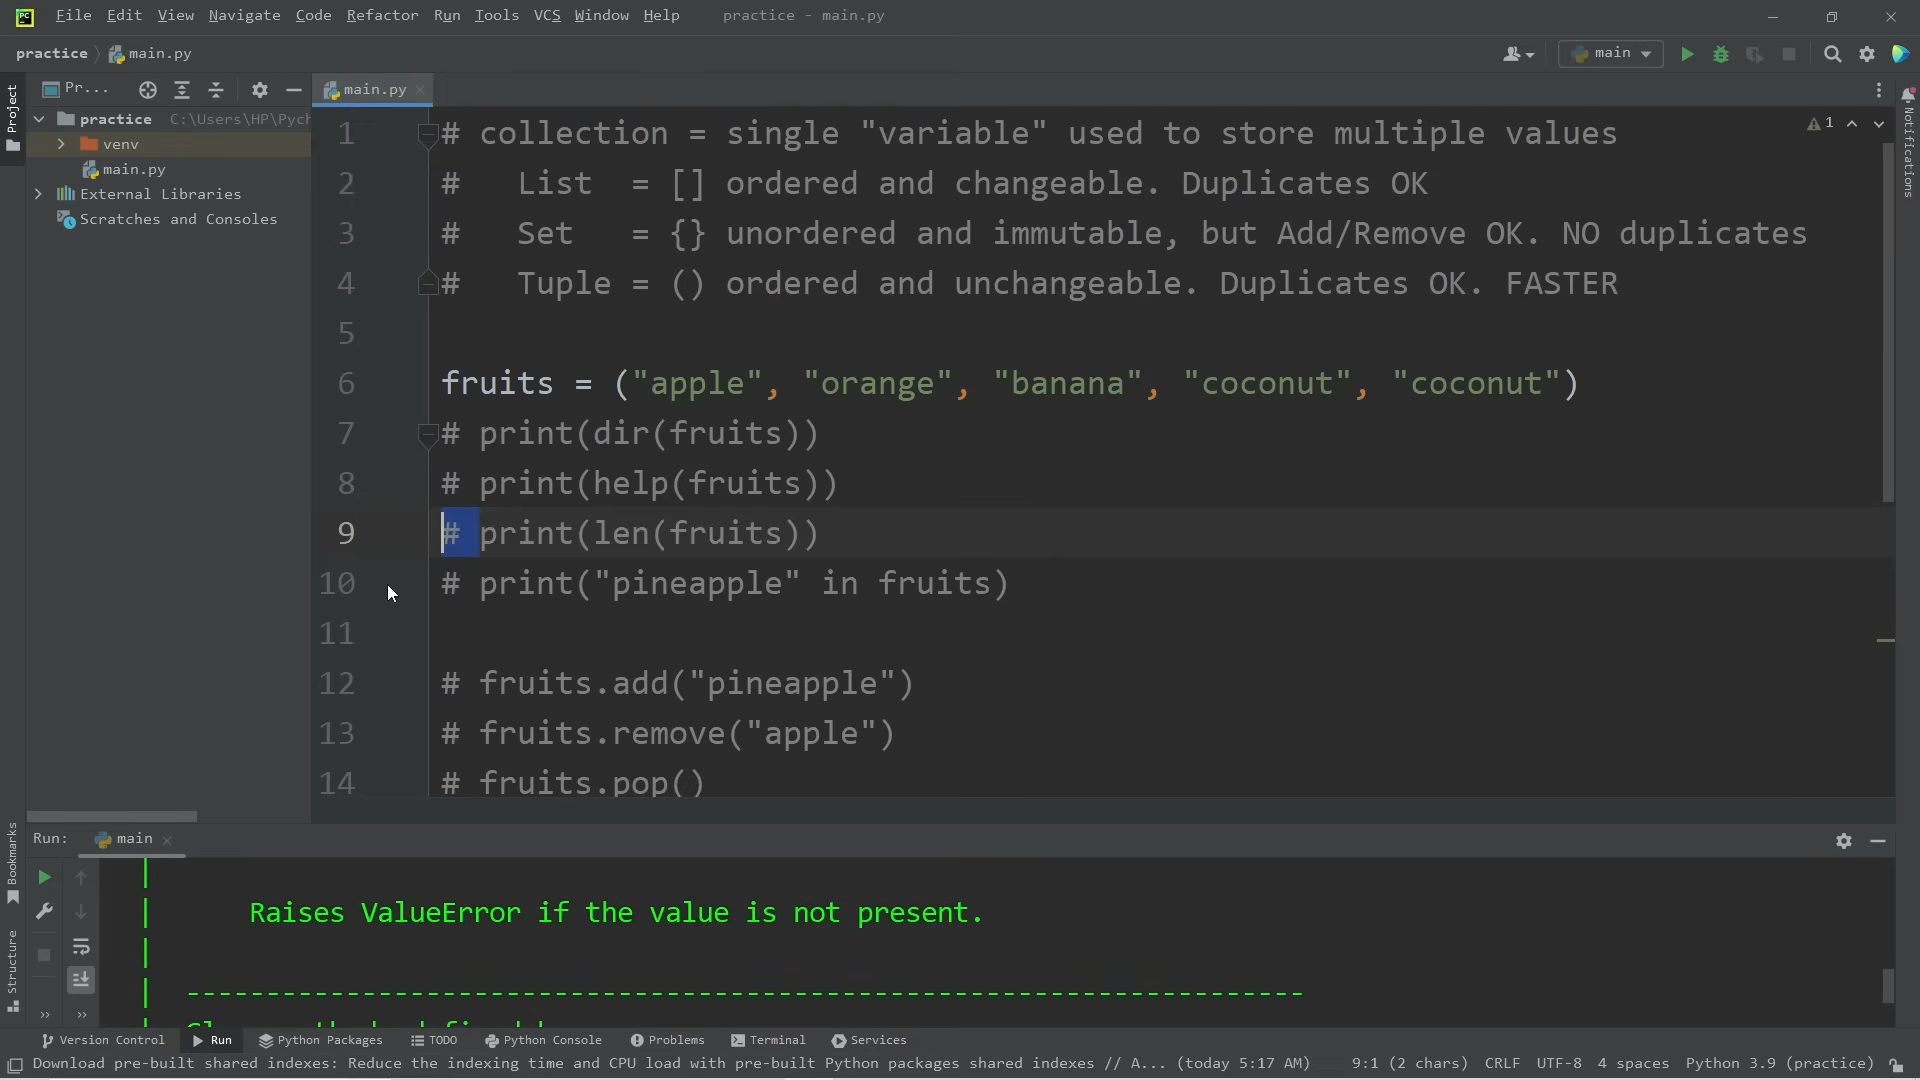 PC File Edit View Navigate Code Refactor Run Tools VCS Window Help practice - main.py
practice main.py main
Project
Pr... main.py
practice C:\Users\HP\Pych
venv
main.py
External Libraries
Scratches and Consoles
1 # collection = single "variable" used to store multiple values
2 #   List  = [] ordered and changeable. Duplicates OK
3 #   Set   = {} unordered and immutable, but Add/Remove OK. NO duplicates
4 #   Tuple = () ordered and unchangeable. Duplicates OK. FASTER
5
6 fruits = ("apple", "orange", "banana", "coconut", "coconut")
7 # print(dir(fruits))
8 # print(help(fruits))
9 # print(len(fruits))
10 # print("pineapple" in fruits)
11
12 # fruits.add("pineapple")
13 # fruits.remove("apple")
14 # fruits.pop()
1
Notifications
Bookmarks
Structure
Run: main
Raises ValueError if the value is not present.
----------------------------------------------------------------------
Version Control Run Python Packages TODO Python Console Problems Terminal Services
Download pre-built shared indexes: Reduce the indexing time and CPU load with pre-built Python packages shared indexes // A... (today 5:17 AM) 9:1 (2 chars) CRLF UTF-8 4 spaces Python 3.9 (practice)